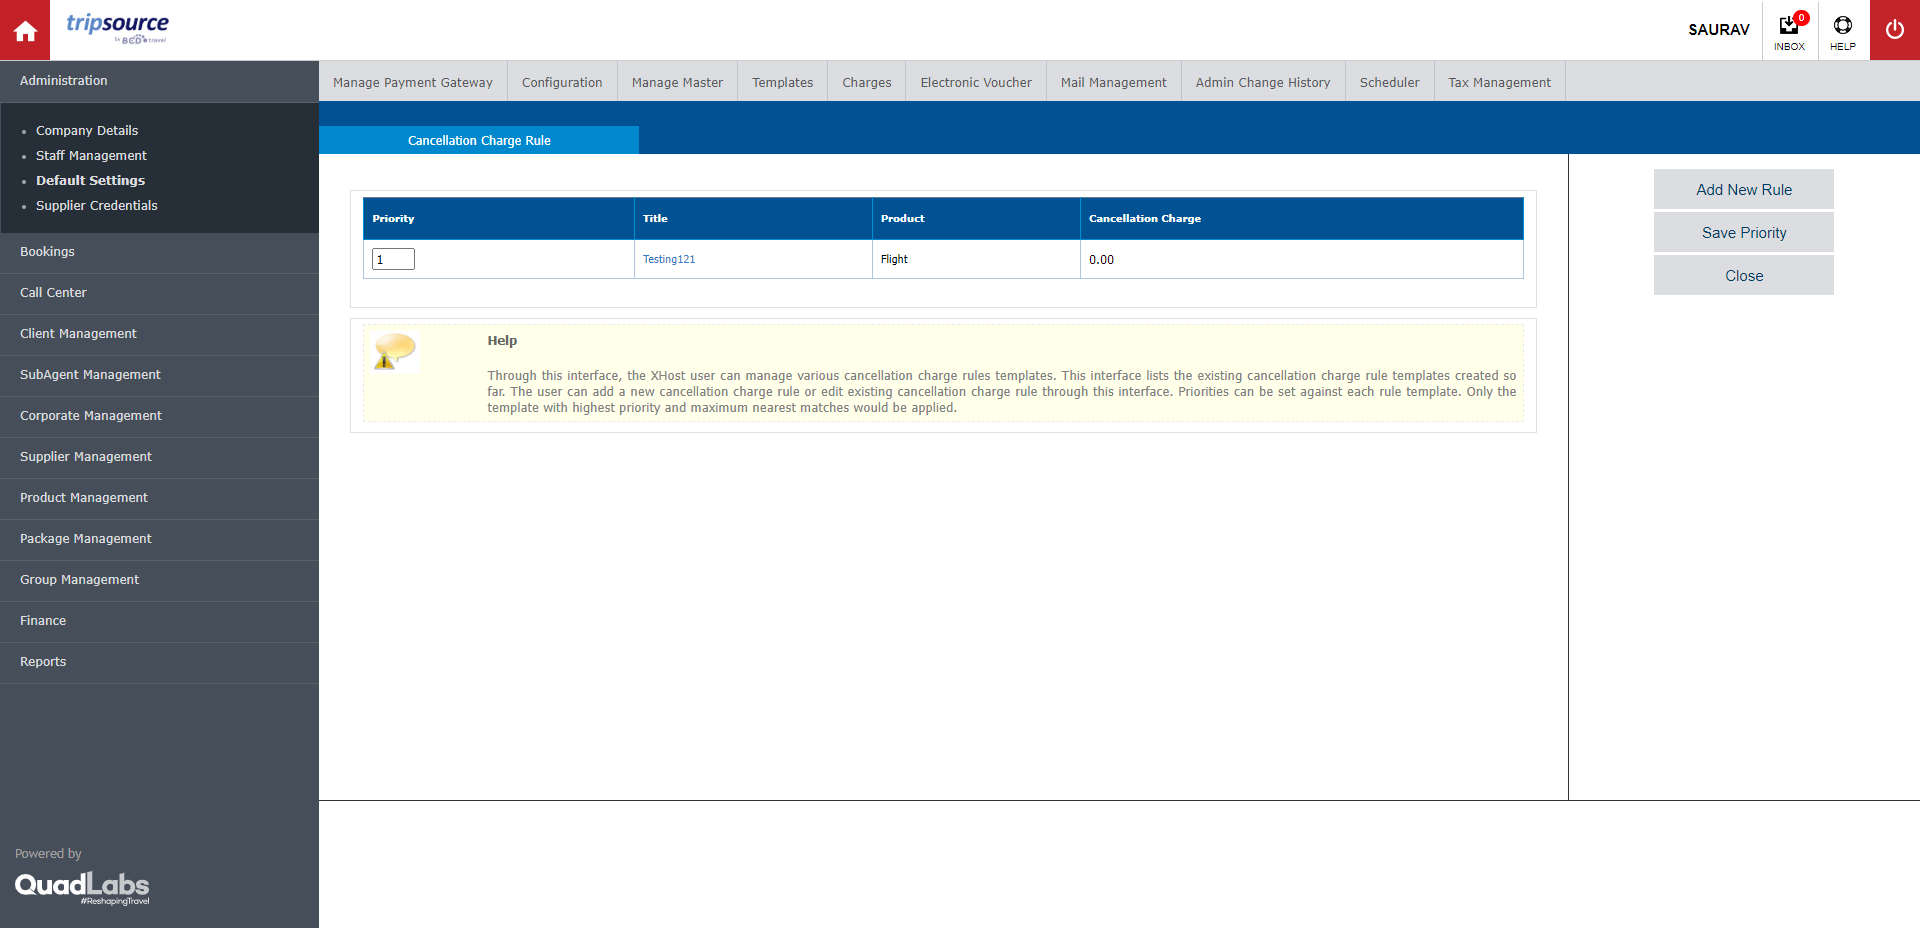 tripsource
by BCD travel
SAURAV
0
INBOX
HELP
Administration
Company Details
Staff Management
Default Settings
Supplier Credentials
Bookings
Call Center
Client Management
SubAgent Management
Corporate Management
Supplier Management
Product Management
Package Management
Group Management
Finance
Reports
Powered by
QuadLabs
#ReshapingTravel
Manage Payment Gateway
Configuration
Manage Master
Templates
Charges
Electronic Voucher
Mail Management
Admin Change History
Scheduler
Tax Management
Cancellation Charge Rule
Priority Title Product Cancellation Charge
1 Testing121 Flight 0.00
Help
Through this interface, the XHost user can manage various cancellation charge rules templates. This interface lists the existing cancellation charge rule templates created so
far. The user can add a new cancellation charge rule or edit existing cancellation charge rule through this interface. Priorities can be set against each rule template. Only the
template with highest priority and maximum nearest matches would be applied.
Add New Rule
Save Priority
Close